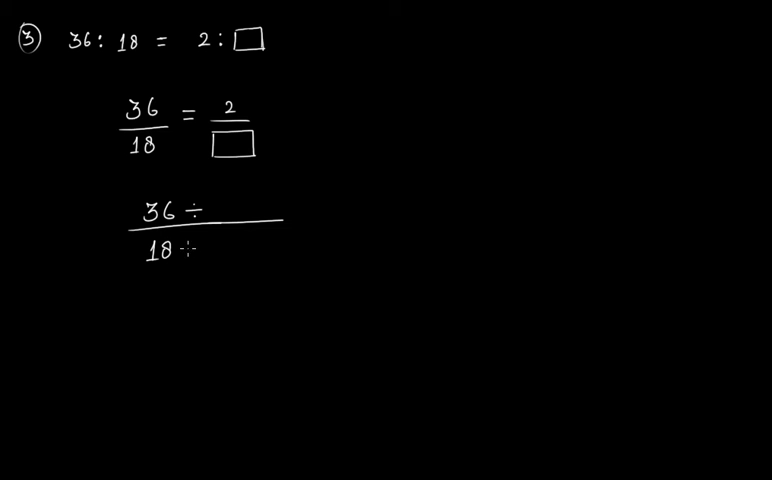 ③ 36 : 18 = 2 : □
36/18 = 2/□
36 ÷
18 ÷